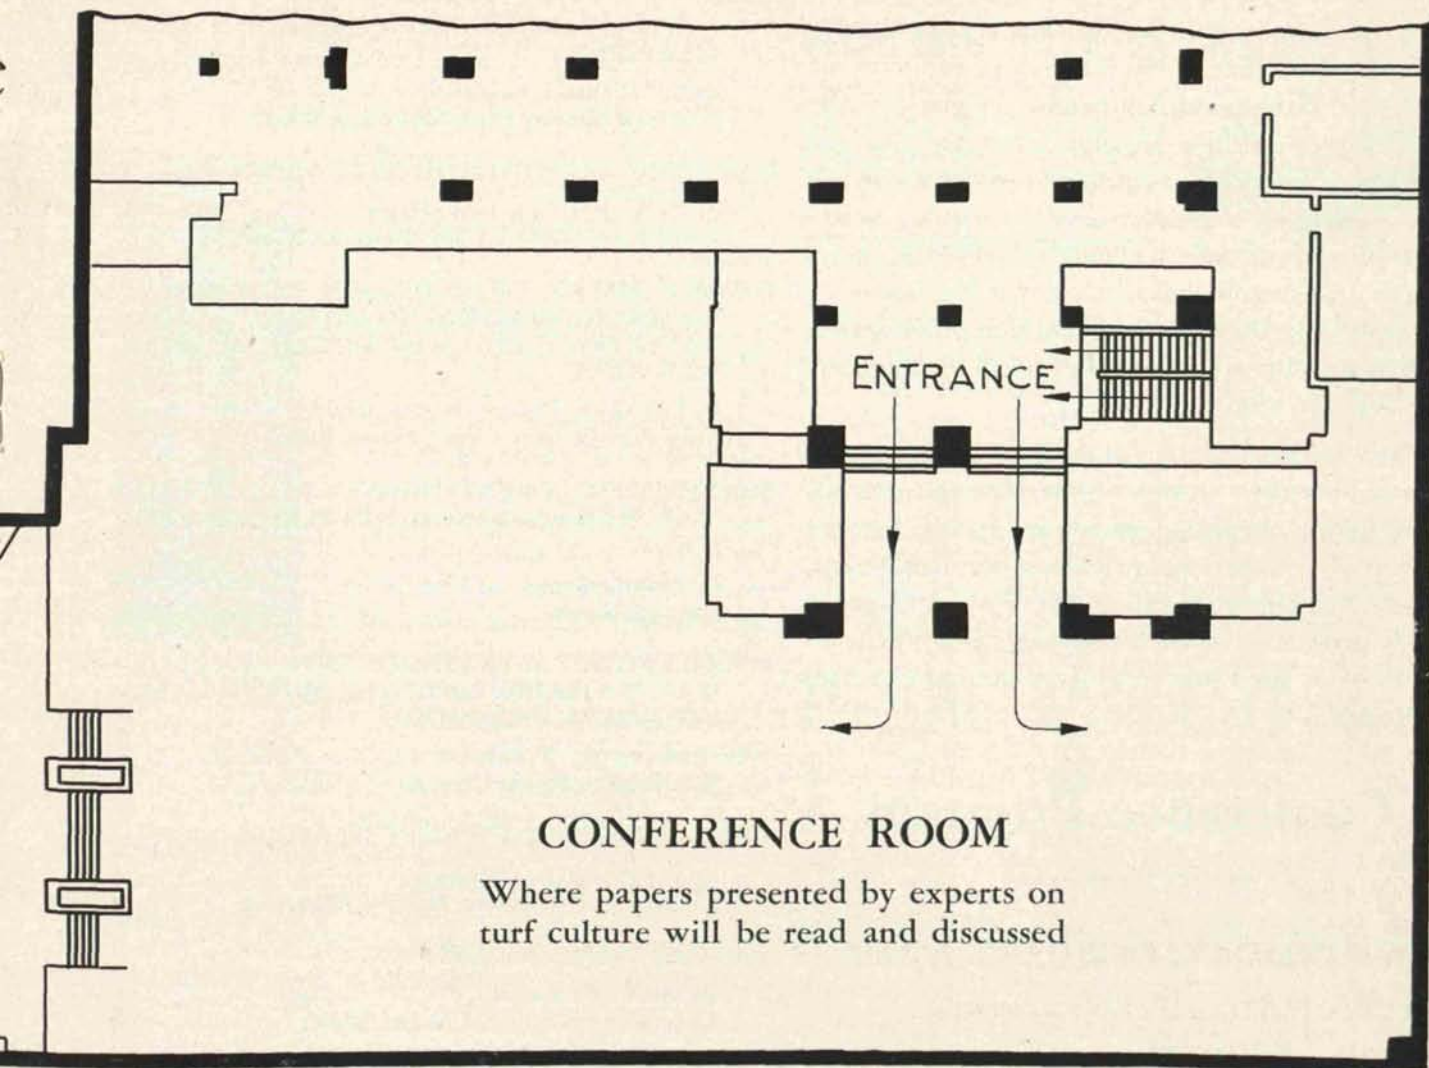 ENTRANCE
CONFERENCE ROOM
Where papers presented by experts on
turf culture will be read and discussed